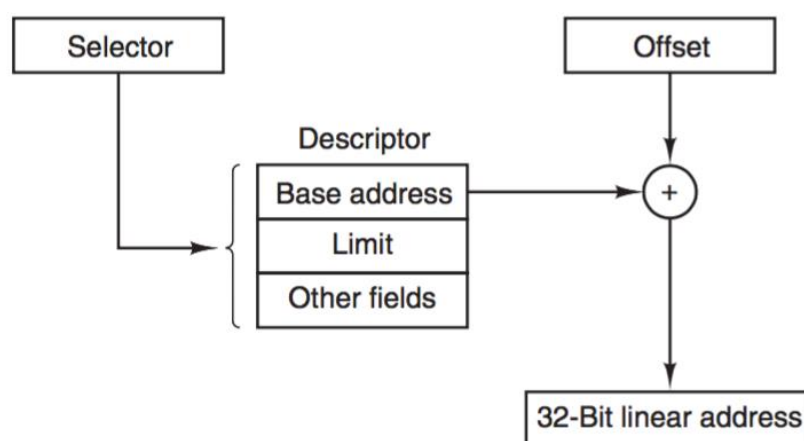 Selector
Offset
Descriptor
Base address
+
Limit
Other fields
32-Bit linear address